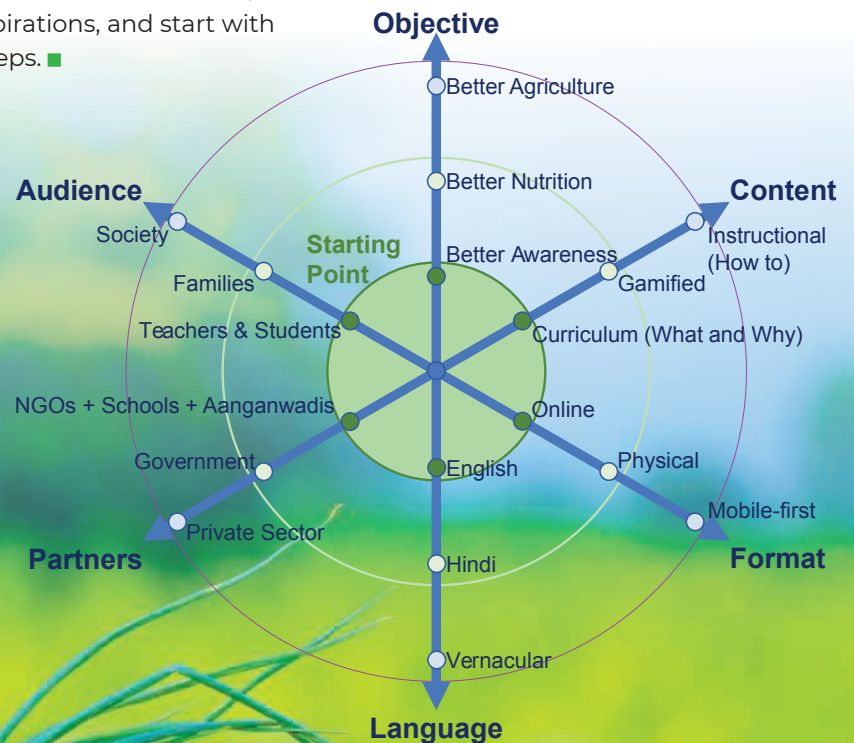 pirations, and start with
eps.
Objective
Better Agriculture
Better Nutrition
Better Awareness
Audience
Society
Families
Teachers & Students
Starting
Point
Content
Instructional
(How to)
Gamified
Curriculum (What and Why)
NGOs + Schools + Aanganwadis
Government
Private Sector
Partners
Online
Physical
Mobile-first
Format
English
Hindi
Vernacular
Language